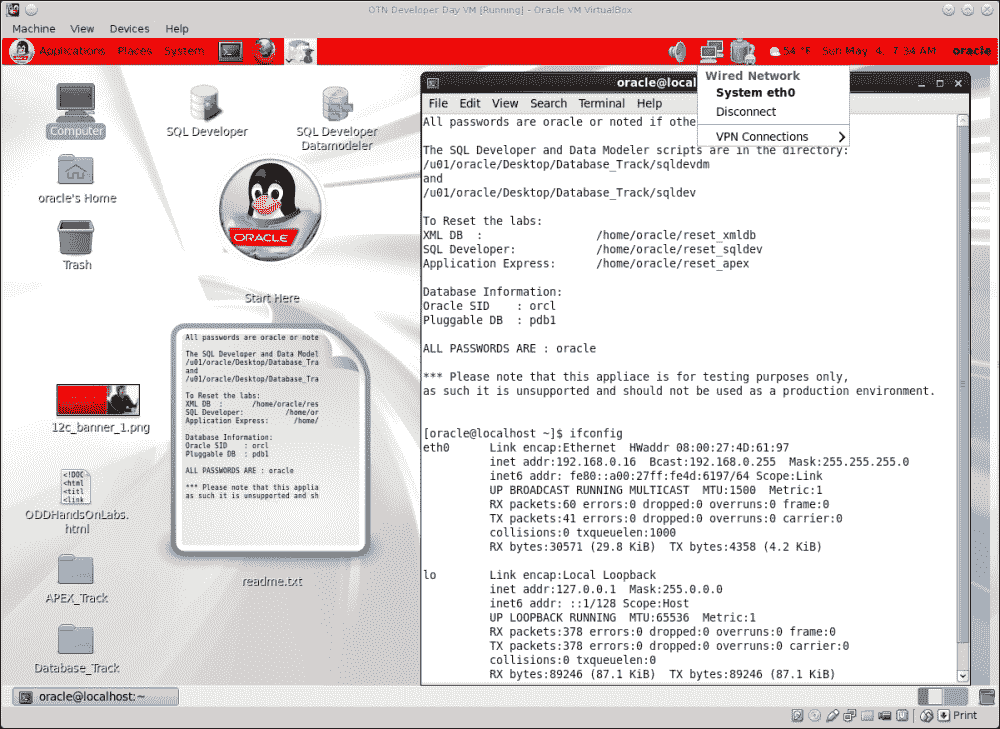 OTN Developer Day VM [Running] - Oracle VM VirtualBox
Machine View Devices Help
Applications Places System
54 °F Sun May 4, 7:34 AM oracle
Wired Network
System eth0
Disconnect
VPN Connections
Computer
oracle's Home
Trash
SQL Developer
SQL Developer
Datamodeler
ORACLE
Start Here
12c_banner_1.png
<!DOC
<html
<titl
<link
ODDHandsOnLabs.
html
APEX_Track
Database_Track
All passwords are oracle or note
The SQL Developer and Data Model
/u01/oracle/Desktop/Database_Tra
and
/u01/oracle/Desktop/Database_Tra
To Reset the labs:
XML DB : /home/oracle/res
SQL Developer: /home/or
Application Express: /home/
Database Information:
Oracle SID : orcl
Pluggable DB : pdb1
ALL PASSWORDS ARE : oracle
*** Please note that this applia
as such it is unsupported and sh
readme.txt
oracle@local
File Edit View Search Terminal Help
All passwords are oracle or noted if othe
The SQL Developer and Data Modeler scripts are in the directory:
/u01/oracle/Desktop/Database_Track/sqldevdm
and
/u01/oracle/Desktop/Database_Track/sqldev
To Reset the labs:
XML DB : /home/oracle/reset_xmldb
SQL Developer: /home/oracle/reset_sqldev
Application Express: /home/oracle/reset_apex
Database Information:
Oracle SID : orcl
Pluggable DB : pdb1
ALL PASSWORDS ARE : oracle
*** Please note that this appliace is for testing purposes only,
as such it is unsupported and should not be used as a production environment.
[oracle@localhost ~]$ ifconfig
eth0 Link encap:Ethernet HWaddr 08:00:27:4D:61:97
inet addr:192.168.0.16 Bcast:192.168.0.255 Mask:255.255.255.0
inet6 addr: fe80::a00:27ff:fe4d:6197/64 Scope:Link
UP BROADCAST RUNNING MULTICAST MTU:1500 Metric:1
RX packets:60 errors:0 dropped:0 overruns:0 frame:0
TX packets:41 errors:0 dropped:0 overruns:0 carrier:0
collisions:0 txqueuelen:1000
RX bytes:30571 (29.8 KiB) TX bytes:4358 (4.2 KiB)
lo Link encap:Local Loopback
inet addr:127.0.0.1 Mask:255.0.0.0
inet6 addr: ::1/128 Scope:Host
UP LOOPBACK RUNNING MTU:65536 Metric:1
RX packets:378 errors:0 dropped:0 overruns:0 frame:0
TX packets:378 errors:0 dropped:0 overruns:0 carrier:0
collisions:0 txqueuelen:0
RX bytes:89246 (87.1 KiB) TX bytes:89246 (87.1 KiB)
oracle@localhost:~
Print